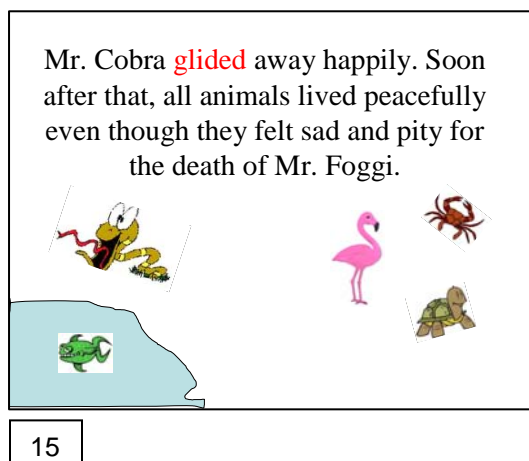 Mr. Cobra glided away happily. Soon
after that, all animals lived peacefully
even though they felt sad and pity for
the death of Mr. Foggi.
15